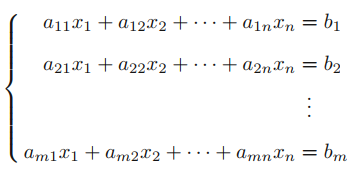 a₁₁x₁ + a₁₂x₂ + ⋯ + a₁ₙxₙ = b₁
a₂₁x₁ + a₂₂x₂ + ⋯ + a₂ₙxₙ = b₂
⋮
aₘ₁x₁ + aₘ₂x₂ + ⋯ + aₘₙxₙ = bₘ